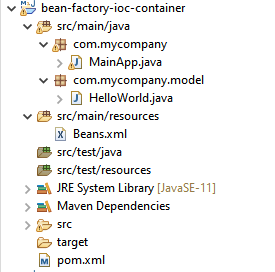 bean-factory-ioc-container
src/main/java
com.mycompany
MainApp.java
com.mycompany.model
HelloWorld.java
src/main/resources
Beans.xml
src/test/java
src/test/resources
JRE System Library [JavaSE-11]
Maven Dependencies
src
target
pom.xml